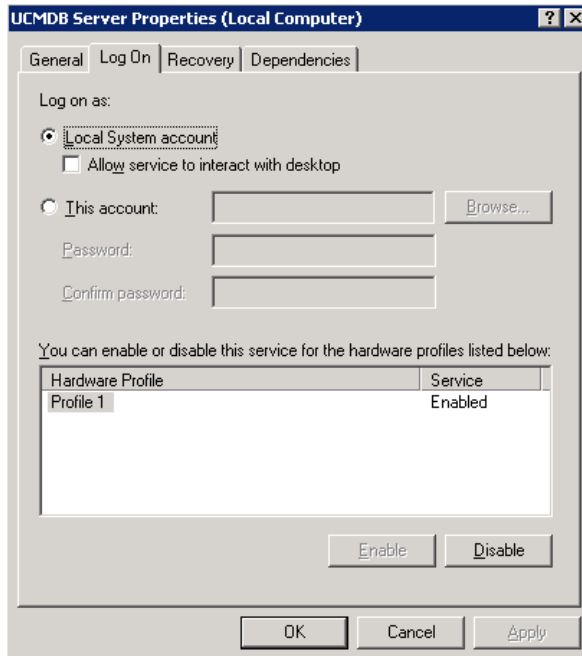 UCMDB Server Properties (Local Computer)
General Log On Recovery Dependencies
Log on as:
Local System account
Allow service to interact with desktop
This account: Browse...
Password:
Confirm password:
You can enable or disable this service for the hardware profiles listed below:
Hardware Profile Service
Profile 1 Enabled
Enable Disable
OK Cancel Apply